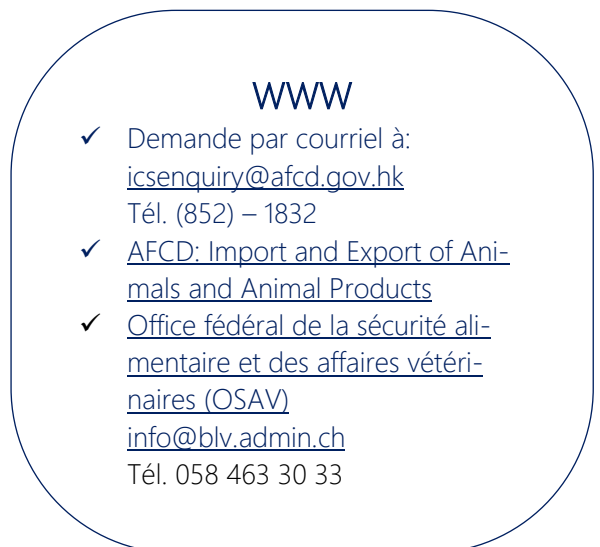 WWW
✓ Demande par courriel à:
icsenquiry@afcd.gov.hk
Tél. (852) – 1832
✓ AFCD: Import and Export of Ani-
mals and Animal Products
✓ Office fédéral de la sécurité ali-
mentaire et des affaires vétéri-
naires (OSAV)
info@blv.admin.ch
Tél. 058 463 30 33